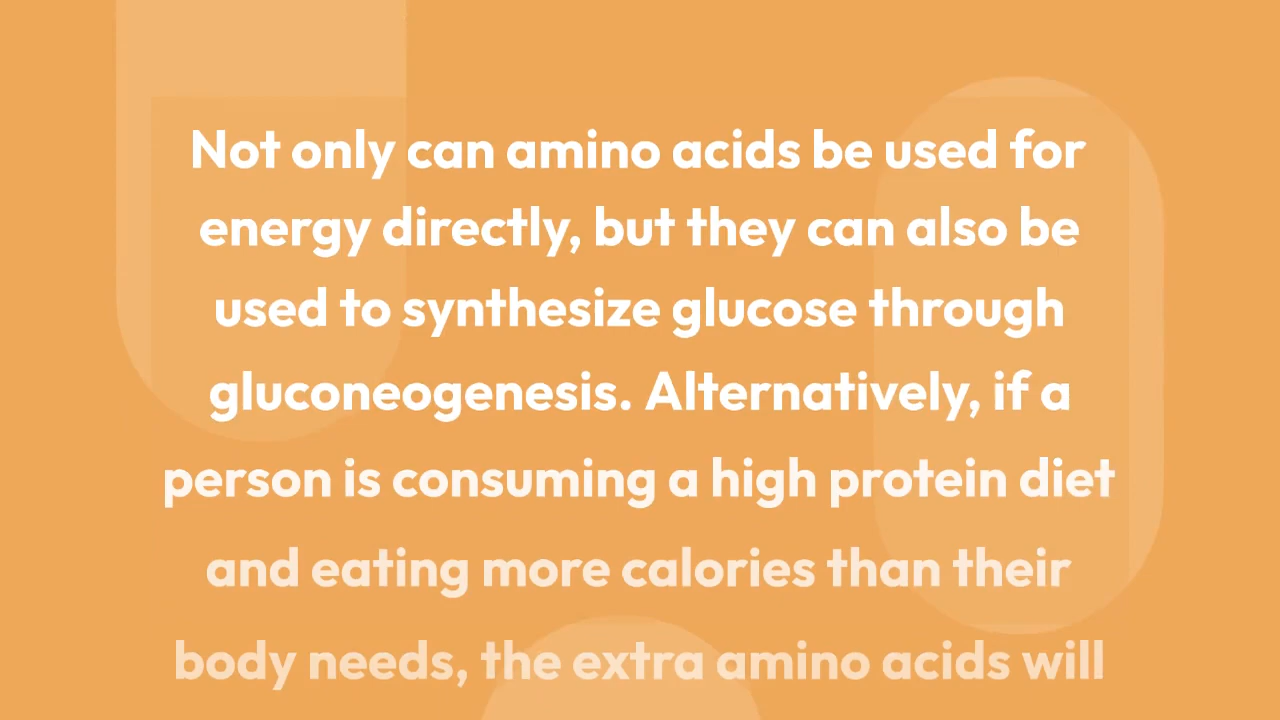 Not only can amino acids be used for
energy directly, but they can also be
used to synthesize glucose through
gluconeogenesis. Alternatively, if a
person is consuming a high protein diet
and eating more calories than their
body needs, the extra amino acids will